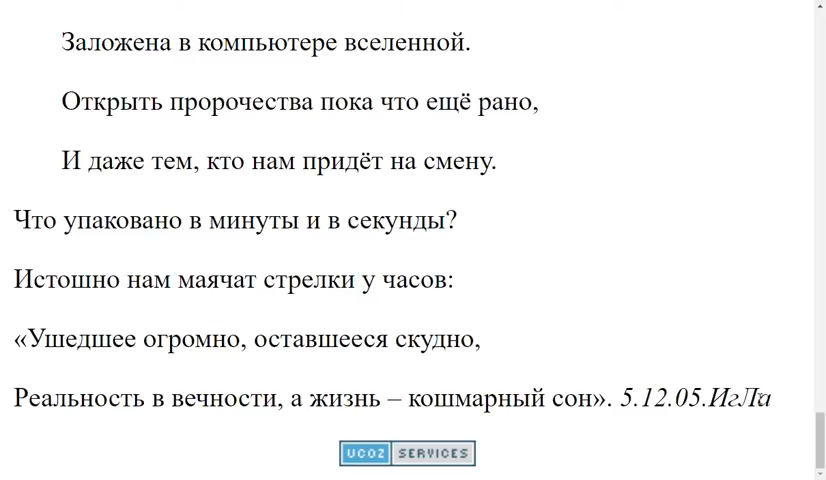 Заложена в компьютере вселенной.
Открыть пророчества пока что ещё рано,
И даже тем, кто нам придёт на смену.
Что упаковано в минуты и в секунды?
Истошно нам маячат стрелки у часов:
«Ушедшее огромно, оставшееся скудно,
Реальность в вечности, а жизнь – кошмарный сон». 5.12.05.ИгЛа
UCOZ SERVICES